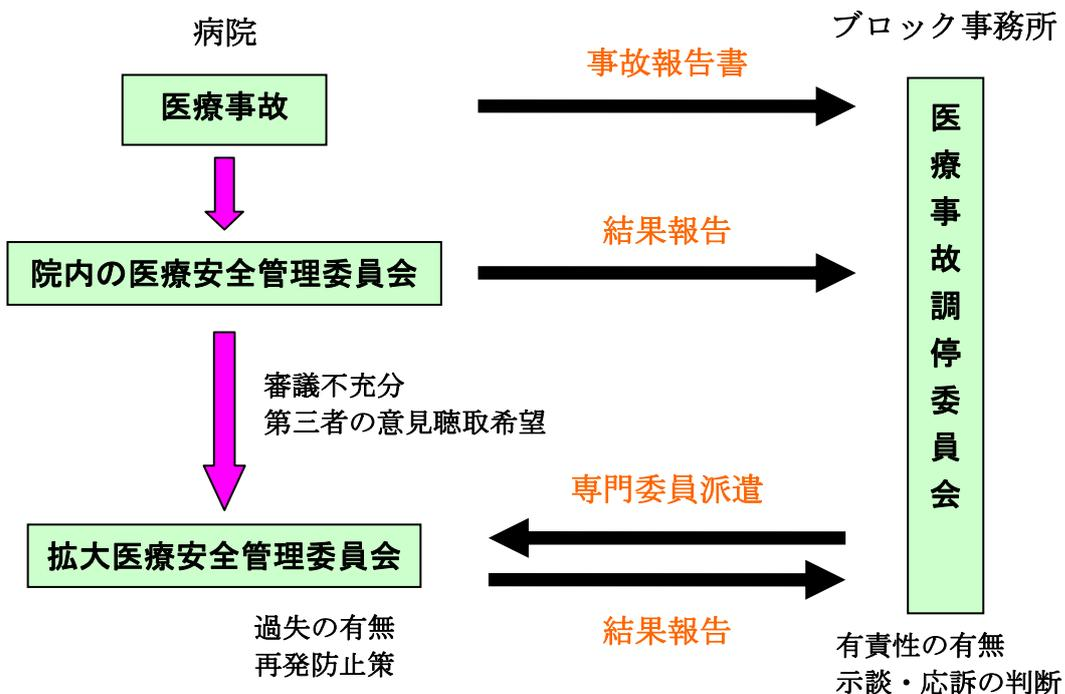 病院
ブロック事務所
事故報告書
医療事故
医療事故調停委員会
結果報告
院内の医療安全管理委員会
審議不充分
第三者の意見聴取希望
専門委員派遣
拡大医療安全管理委員会
結果報告
過失の有無
再発防止策
有責性の有無
示談・応訴の判断